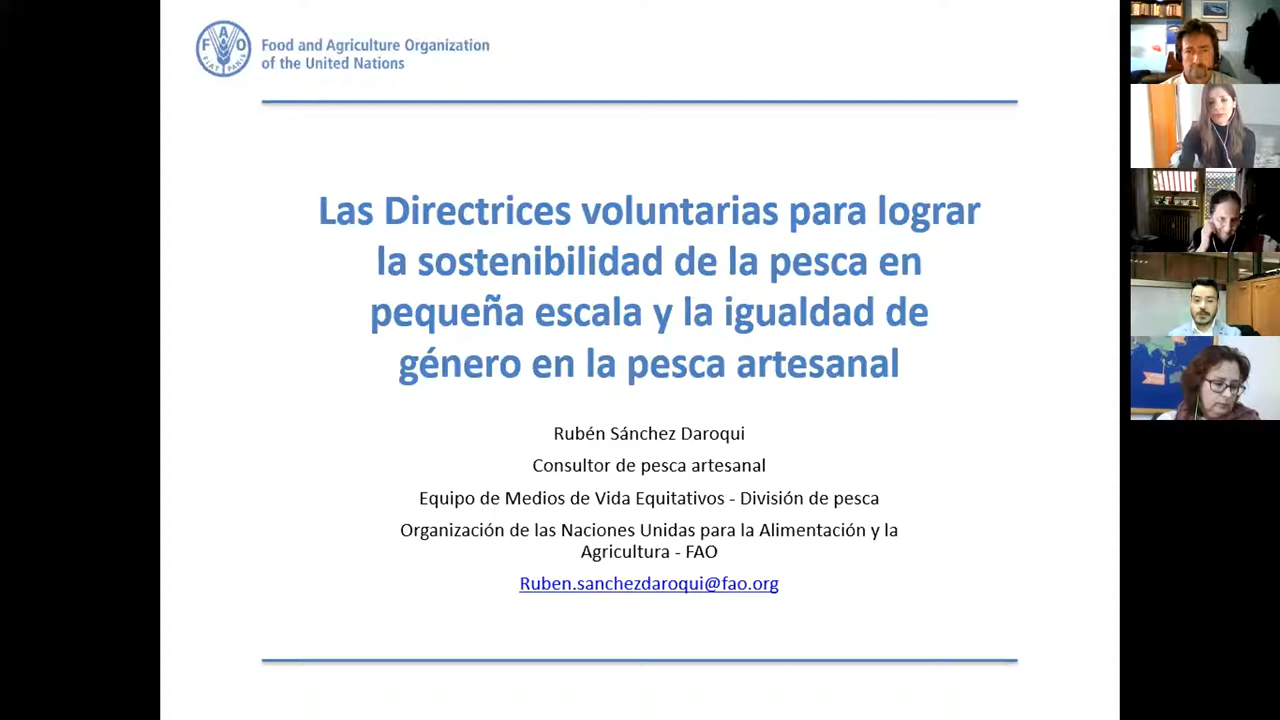 FAO
FIAT PANIS
Food and Agriculture Organization
of the United Nations
Las Directrices voluntarias para lograr
la sostenibilidad de la pesca en
pequeña escala y la igualdad de
género en la pesca artesanal
Rubén Sánchez Daroqui
Consultor de pesca artesanal
Equipo de Medios de Vida Equitativos - División de pesca
Organización de las Naciones Unidas para la Alimentación y la
Agricultura - FAO
Ruben.sanchezdaroqui@fao.org